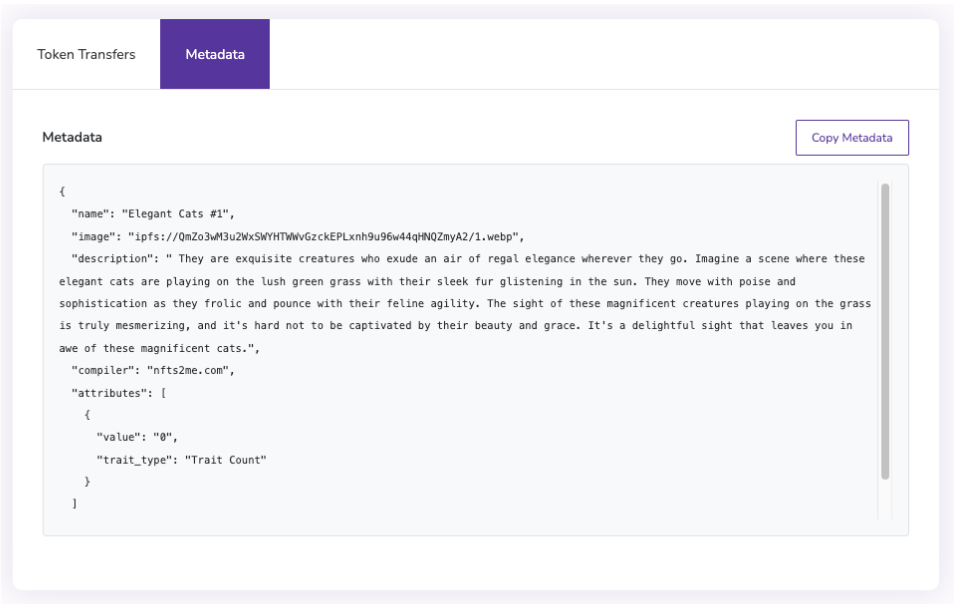 Token Transfers
Metadata
Metadata
Copy Metadata
{
"name": "Elegant Cats #1",
"image": "ipfs://QmZo3wM3u2WxSWYHTWWvGzckEPLxnh9u96w44qHNQZmyA2/1.webp",
"description": " They are exquisite creatures who exude an air of regal elegance wherever they go. Imagine a scene where these
elegant cats are playing on the lush green grass with their sleek fur glistening in the sun. They move with poise and
sophistication as they frolic and pounce with their feline agility. The sight of these magnificent creatures playing on the grass
is truly mesmerizing, and it's hard not to be captivated by their beauty and grace. It's a delightful sight that leaves you in
awe of these magnificent cats.",
"compiler": "nfts2me.com",
"attributes": [
{
"value": "0",
"trait_type": "Trait Count"
}
]